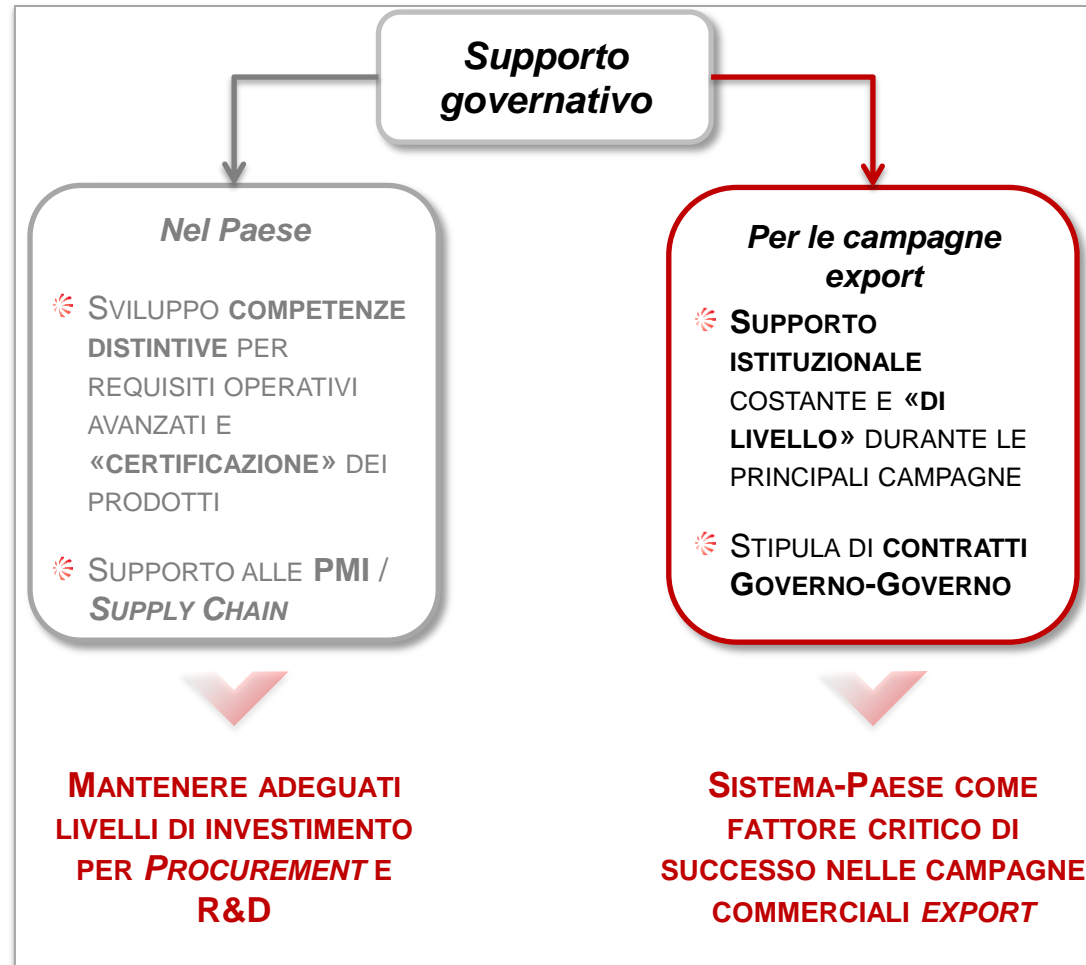 Supporto
governativo
Nel Paese
SVILUPPO COMPETENZE
DISTINTIVE PER
REQUISITI OPERATIVI
AVANZATI E
«CERTIFICAZIONE» DEI
PRODOTTI
SUPPORTO ALLE PMI /
SUPPLY CHAIN
MANTENERE ADEGUATI
LIVELLI DI INVESTIMENTO
PER PROCUREMENT E
R&D
Per le campagne
export
SUPPORTO
ISTITUZIONALE
COSTANTE E «DI
LIVELLO» DURANTE LE
PRINCIPALI CAMPAGNE
STIPULA DI CONTRATTI
GOVERNO-GOVERNO
SISTEMA-PAESE COME
FATTORE CRITICO DI
SUCCESSO NELLE CAMPAGNE
COMMERCIALI EXPORT